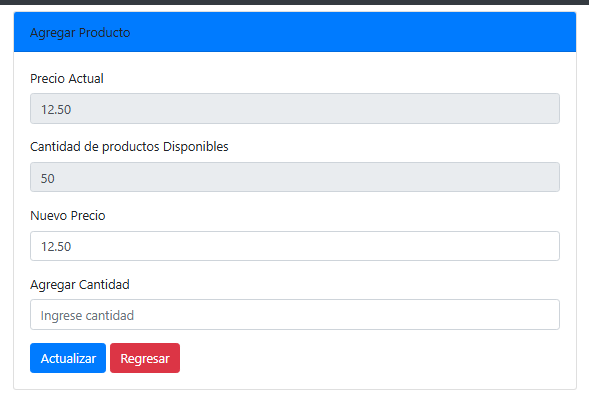 Agregar Producto
Precio Actual
12.50
Cantidad de productos Disponibles
50
Nuevo Precio
12.50
Agregar Cantidad
Ingrese cantidad
Actualizar Regresar